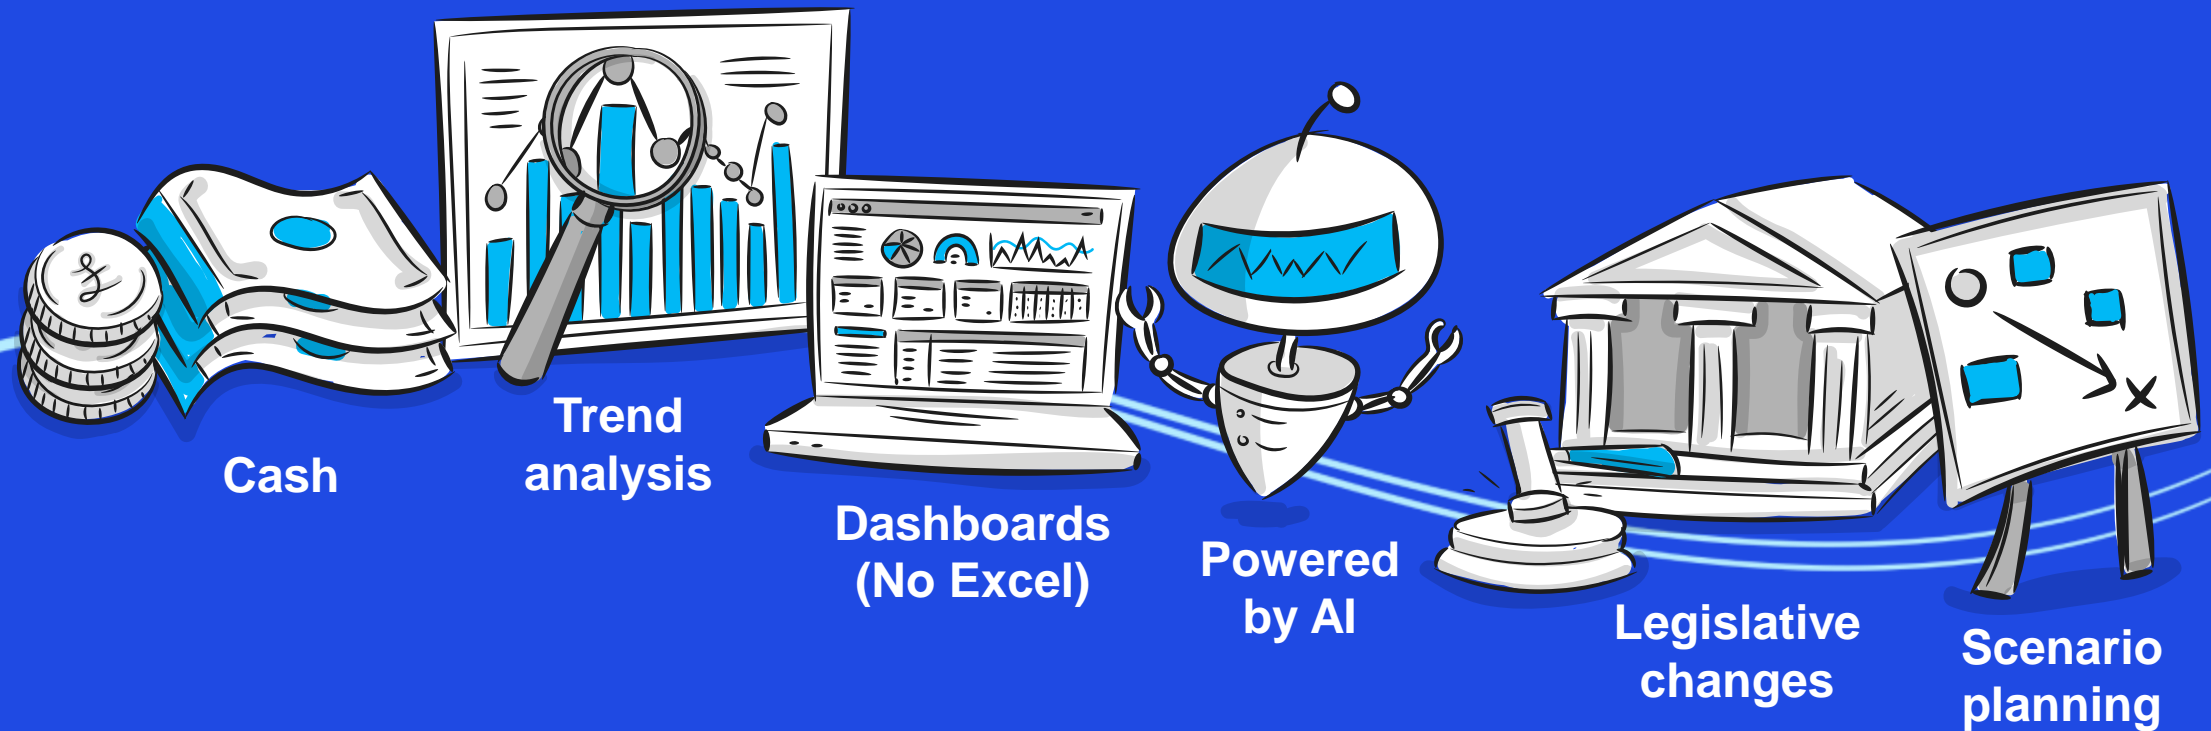 £
Cash
Trend
analysis
Dashboards
(No Excel)
Powered
by AI
Legislative
changes
Scenario
planning